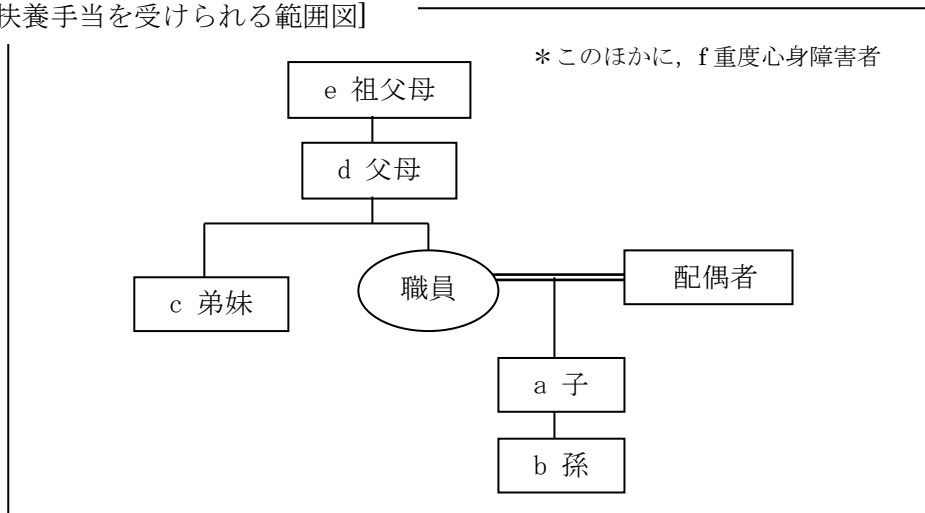 扶養手当を受けられる範囲図]
＊このほかに，f 重度心身障害者
e 祖父母
d 父母
職員
配偶者
c 弟妹
a 子
b 孫